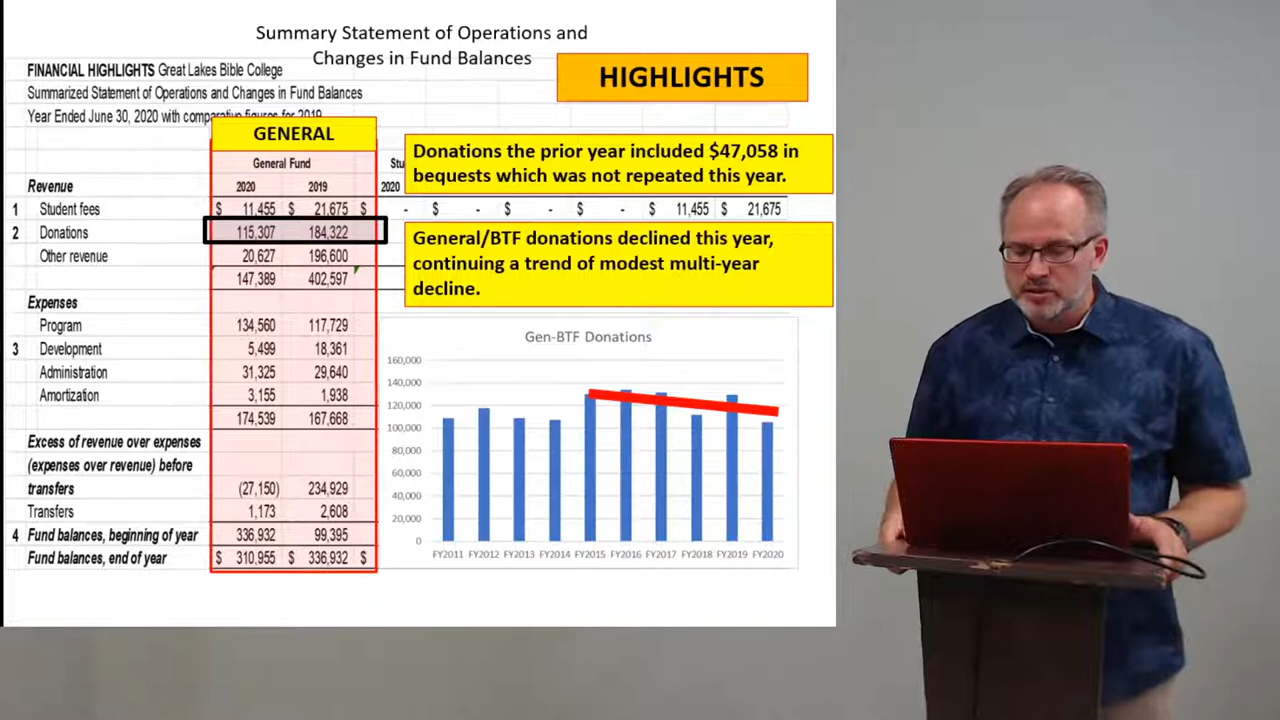 Summary Statement of Operations and
Changes in Fund Balances
HIGHLIGHTS
FINANCIAL HIGHLIGHTS Great Lakes Bible College
Summarized Statement of Operations and Changes in Fund Balances
Year Ended June 30, 2020 with comparative figures for 2019
GENERAL
Donations the prior year included $47,058 in
bequests which was not repeated this year.
General Fund Stu
Revenue 2020 2019 2020
1 Student fees $ 11,455 $ 21,675 $ - $ - $ - $ - $ 11,455 $ 21,675
2 Donations 115,307 184,322
Other revenue 20,627 196,600
147,389 402,597
General/BTF donations declined this year,
continuing a trend of modest multi-year
decline.
Expenses
Program 134,560 117,729
3 Development 5,499 18,361
Administration 31,325 29,640
Amortization 3,155 1,938
174,539 167,668
Excess of revenue over expenses
(expenses over revenue) before
transfers (27,150) 234,929
Transfers 1,173 2,608
4 Fund balances, beginning of year 336,932 99,395
Fund balances, end of year $ 310,955 $ 336,932 $
Gen-BTF Donations
160,000
140,000
120,000
100,000
80,000
60,000
40,000
20,000
0
FY2011 FY2012 FY2013 FY2014 FY2015 FY2016 FY2017 FY2018 FY2019 FY2020